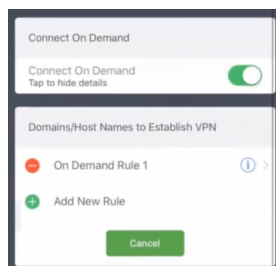 Connect On Demand
Connect On Demand
Tap to hide details
Domains/Host Names to Establish VPN
On Demand Rule 1
Add New Rule
Cancel